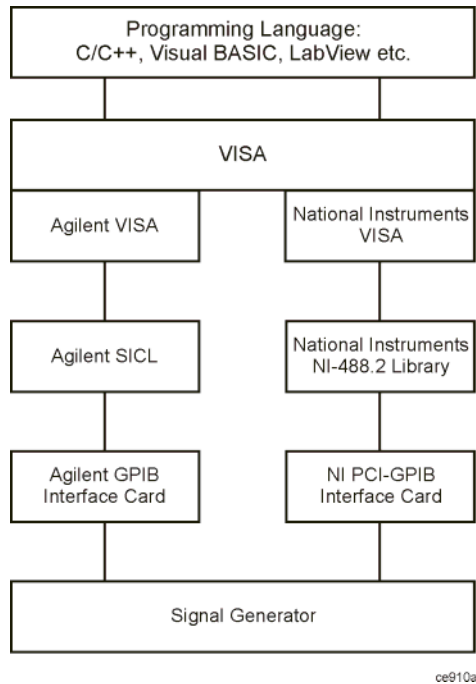 Programming Language:
C/C++, Visual BASIC, LabView etc.
VISA
Agilent VISA
National Instruments
VISA
Agilent SICL
National Instruments
NI-488.2 Library
Agilent GPIB
Interface Card
NI PCI-GPIB
Interface Card
Signal Generator
ce910a